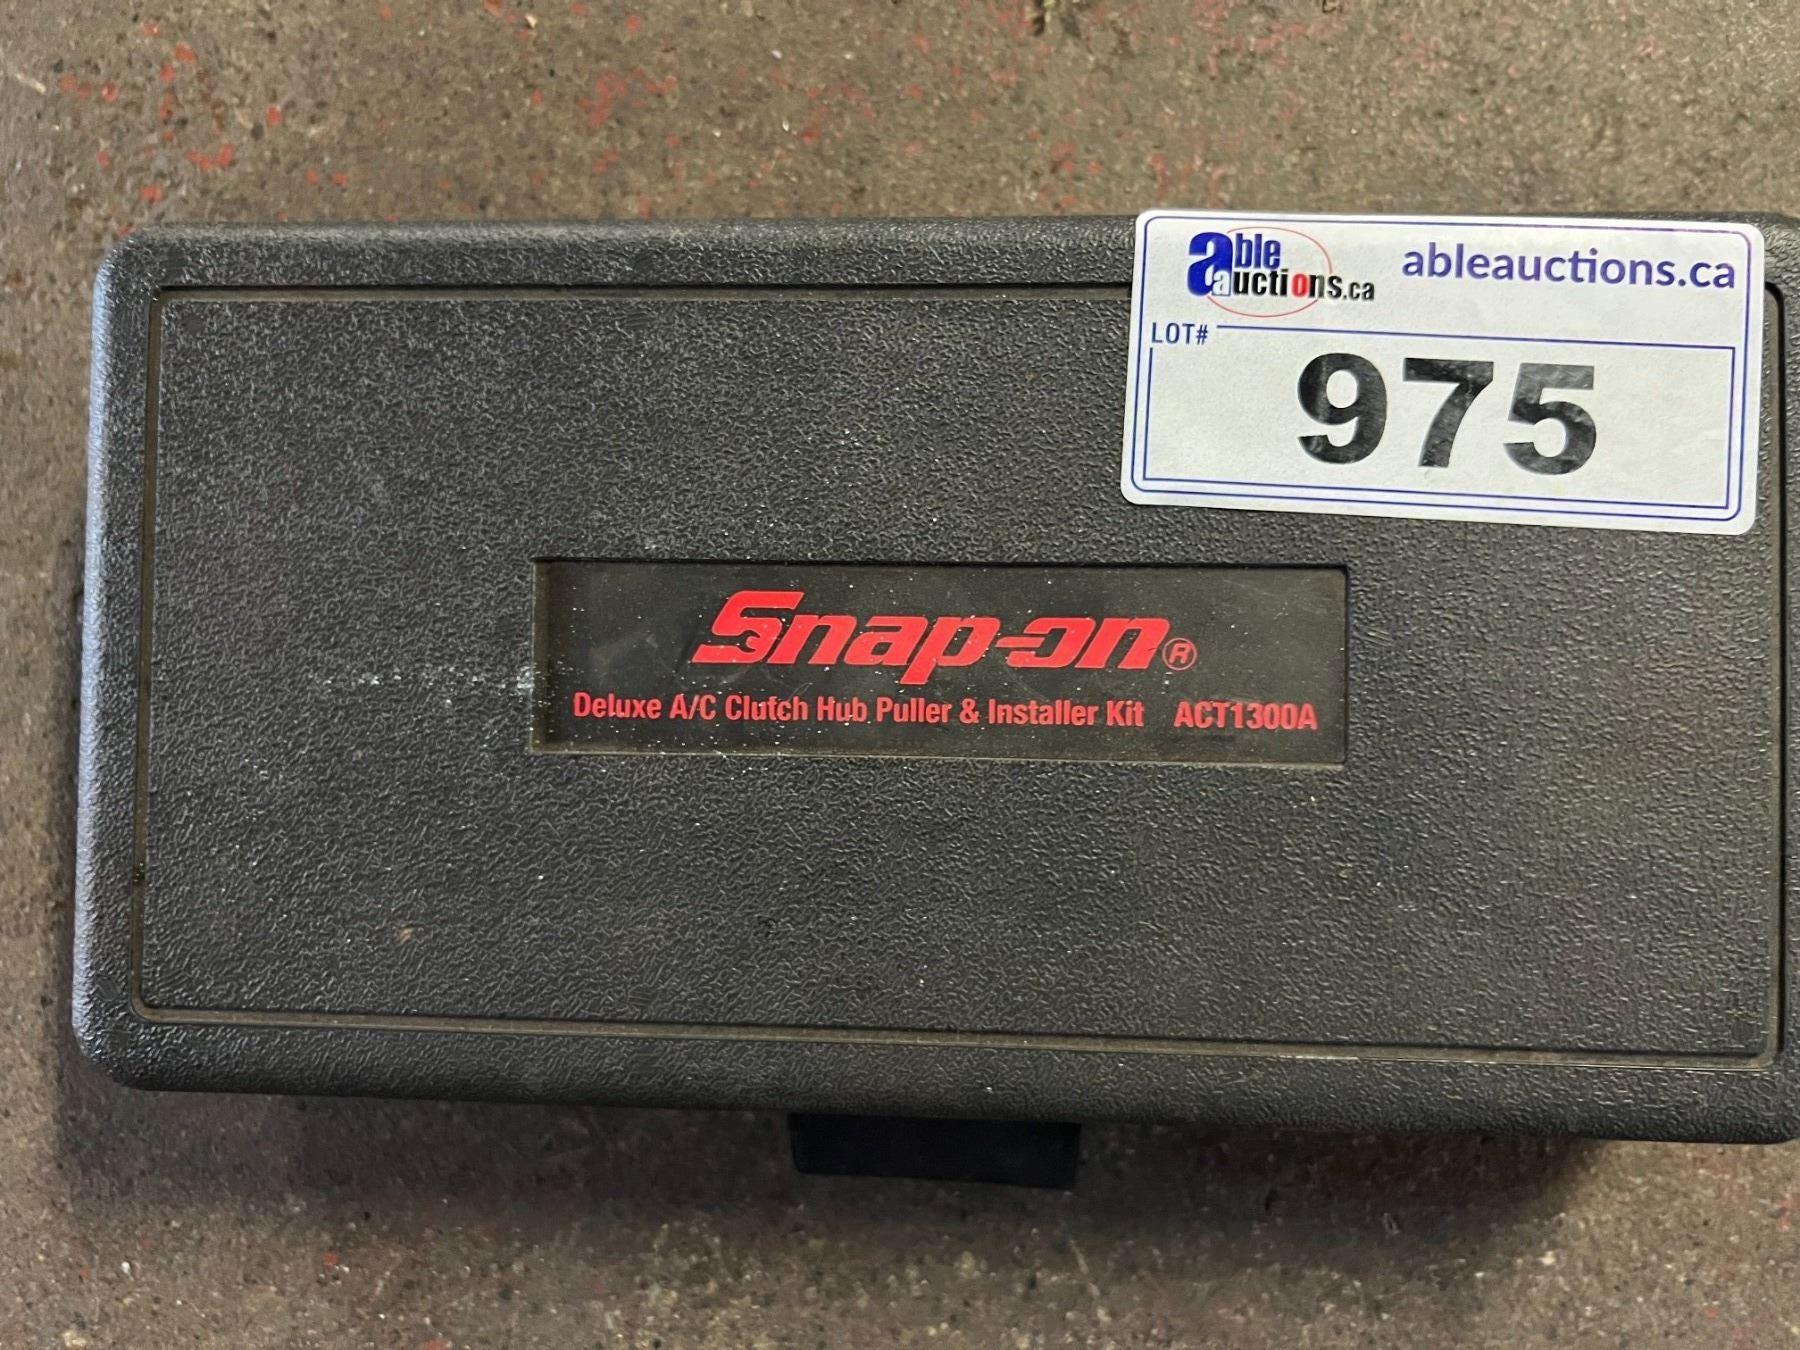 able
auctions.ca
ableauctions.ca
LOT#
975
Snap-on®
Deluxe A/C Clutch Hub Puller & Installer Kit ACT1300A